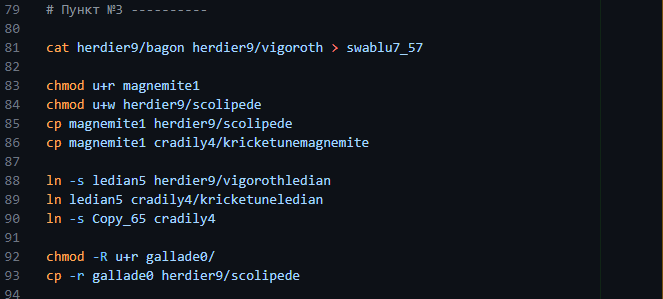 79 # Пункт №3 ----------
80
81 cat herdier9/bagon herdier9/vigoroth > swablu7_57
82
83 chmod u+r magnemite1
84 chmod u+w herdier9/scolipede
85 cp magnemite1 herdier9/scolipede
86 cp magnemite1 cradily4/kricketunemagnemite
87
88 ln -s ledian5 herdier9/vigorothledian
89 ln ledian5 cradily4/kricketuneledian
90 ln -s Copy_65 cradily4
91
92 chmod -R u+r gallade0/
93 cp -r gallade0 herdier9/scolipede
94